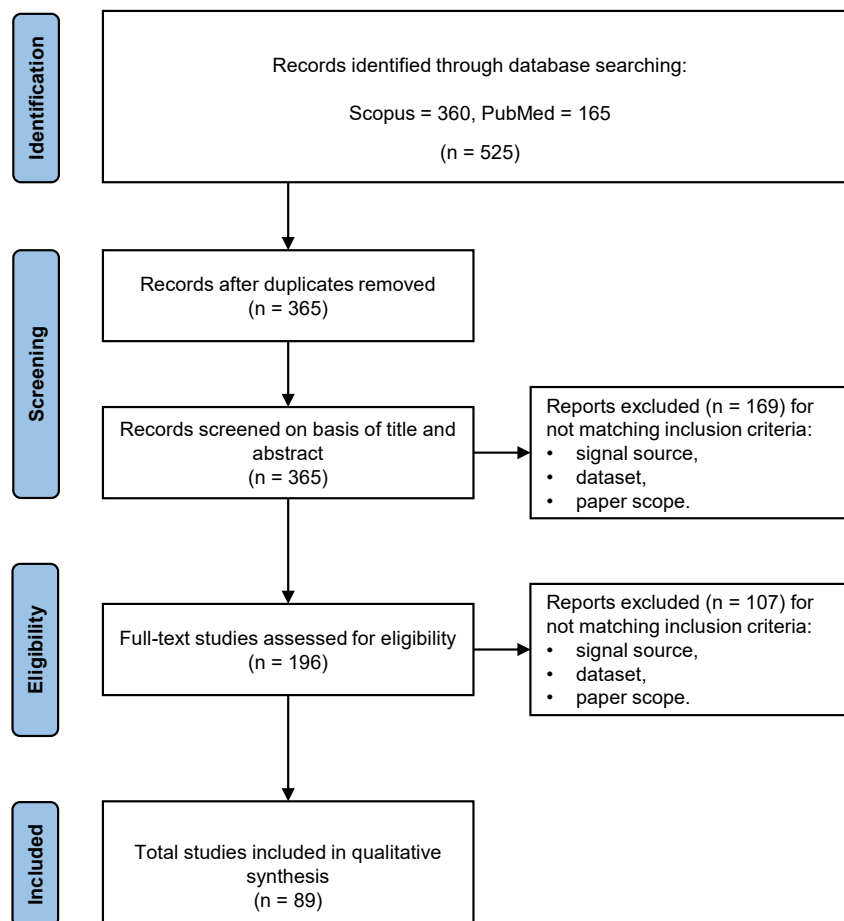 Identification
Records identified through database searching:
Scopus = 360, PubMed = 165
(n = 525)
Screening
Records after duplicates removed
(n = 365)
Records screened on basis of title and
abstract
(n = 365)
Reports excluded (n = 169) for
not matching inclusion criteria:
• signal source,
• dataset,
• paper scope.
Eligibility
Full-text studies assessed for eligibility
(n = 196)
Reports excluded (n = 107) for
not matching inclusion criteria:
• signal source,
• dataset,
• paper scope.
Included
Total studies included in qualitative
synthesis
(n = 89)